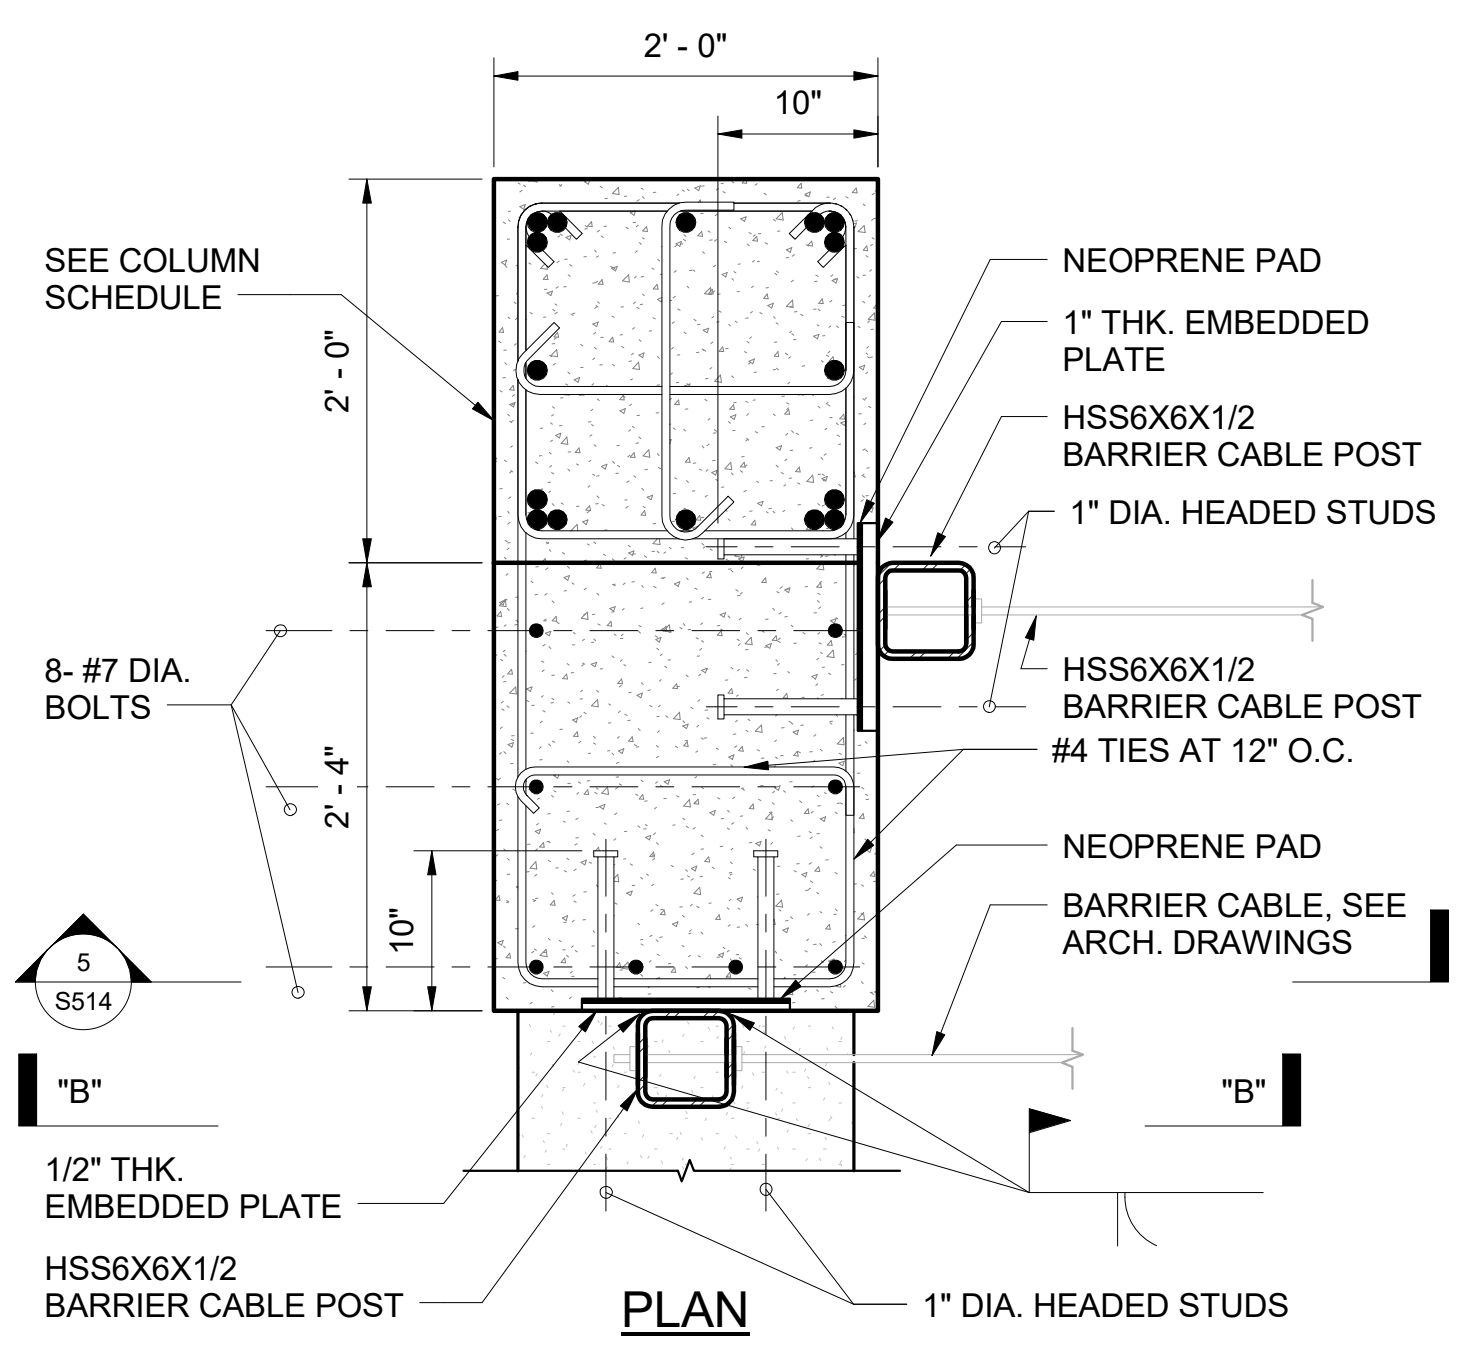 2' - 0"
10"
SEE COLUMN
SCHEDULE
2' - 0"
NEOPRENE PAD
1" THK. EMBEDDED
PLATE
HSS6X6X1/2
BARRIER CABLE POST
1" DIA. HEADED STUDS
8- #7 DIA.
BOLTS
HSS6X6X1/2
BARRIER CABLE POST
#4 TIES AT 12" O.C.
2' - 4"
NEOPRENE PAD
10"
BARRIER CABLE, SEE
ARCH. DRAWINGS
5
S514
"B"
"B"
1/2" THK.
EMBEDDED PLATE
HSS6X6X1/2
BARRIER CABLE POST
PLAN
1" DIA. HEADED STUDS